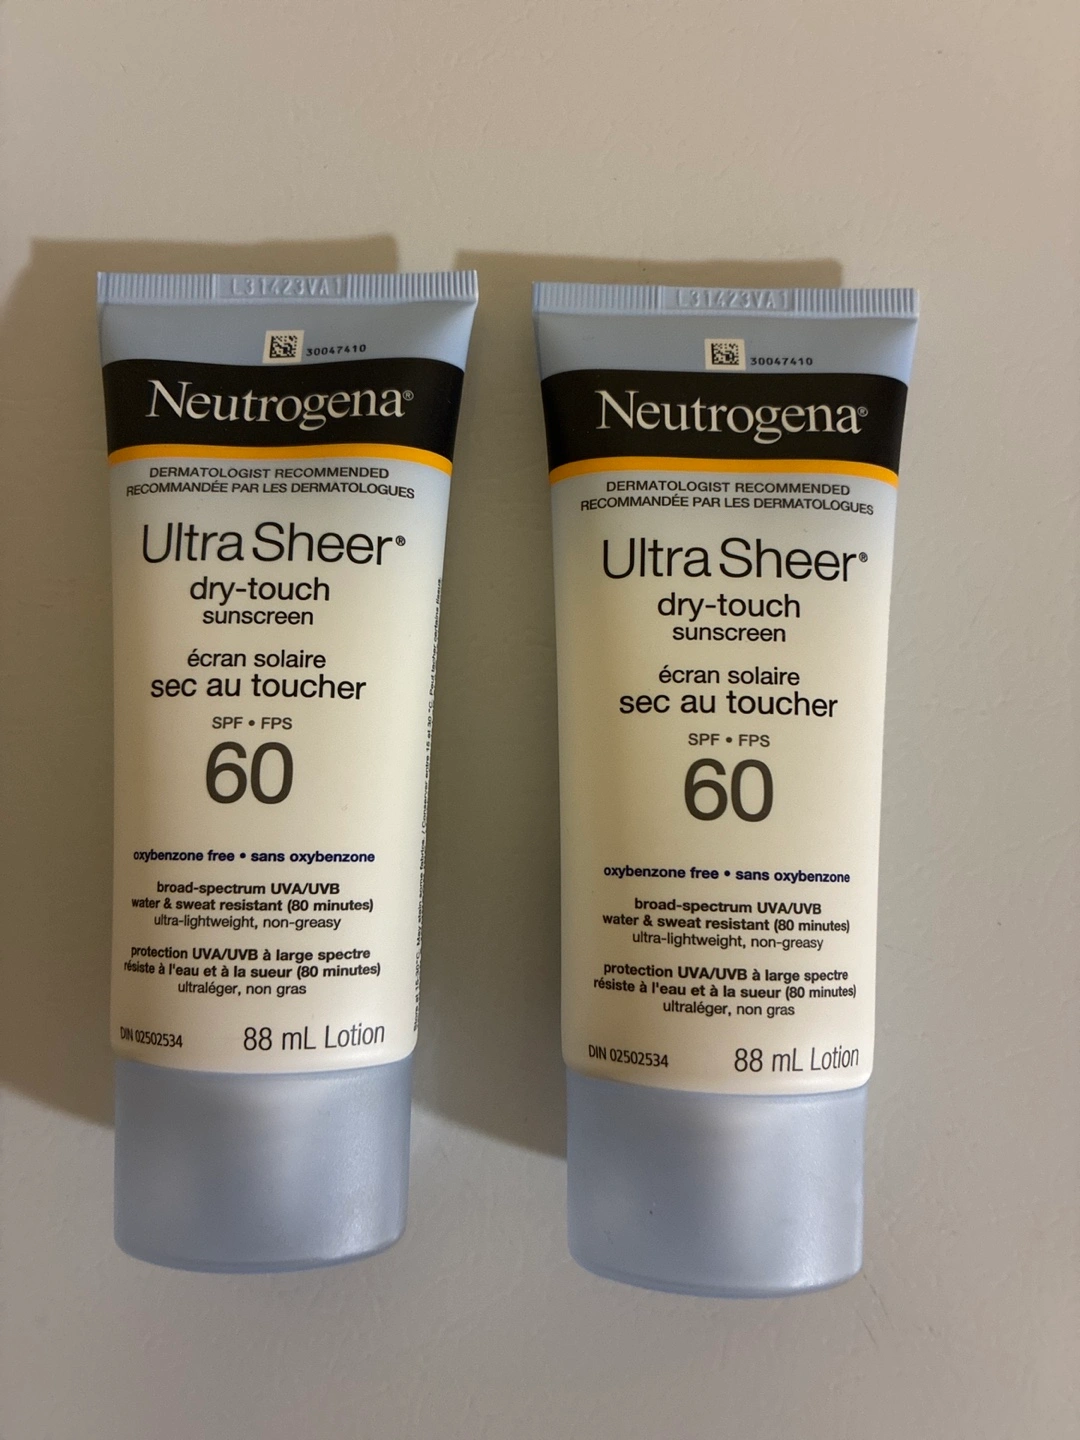 L31423VA1
30047410
Neutrogena®
DERMATOLOGIST RECOMMENDED
RECOMMANDÉE PAR LES DERMATOLOGUES
Ultra Sheer®
dry-touch
sunscreen
écran solaire
sec au toucher
SPF • FPS
60
oxybenzone free • sans oxybenzone
broad-spectrum UVA/UVB
water & sweat resistant (80 minutes)
ultra-lightweight, non-greasy
protection UVA/UVB à large spectre
résiste à l'eau et à la sueur (80 minutes)
ultraléger, non gras
DIN 02502534
88 mL Lotion
L31423VA1
30047410
Neutrogena®
DERMATOLOGIST RECOMMENDED
RECOMMANDÉE PAR LES DERMATOLOGUES
Ultra Sheer®
dry-touch
sunscreen
écran solaire
sec au toucher
SPF • FPS
60
oxybenzone free • sans oxybenzone
broad-spectrum UVA/UVB
water & sweat resistant (80 minutes)
ultra-lightweight, non-greasy
protection UVA/UVB à large spectre
résiste à l'eau et à la sueur (80 minutes)
ultraléger, non gras
DIN 02502534
88 mL Lotion